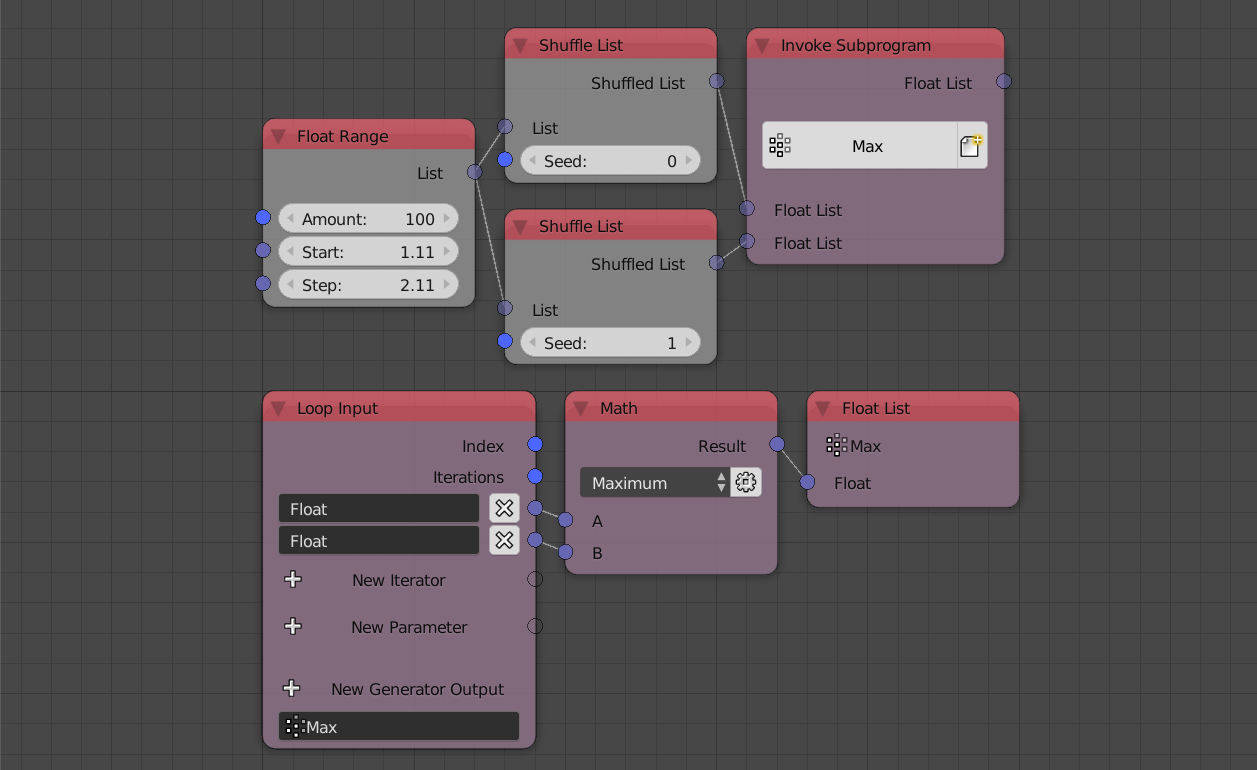 Float Range
List
Amount: 100
Start: 1.11
Step: 2.11
Shuffle List
Shuffled List
List
Seed: 0
Shuffle List
Shuffled List
List
Seed: 1
Invoke Subprogram
Float List
Max
Float List
Float List
Loop Input
Index
Iterations
Float
Float
New Iterator
New Parameter
New Generator Output
Max
Math
Result
Maximum
A
B
Float List
Max
Float